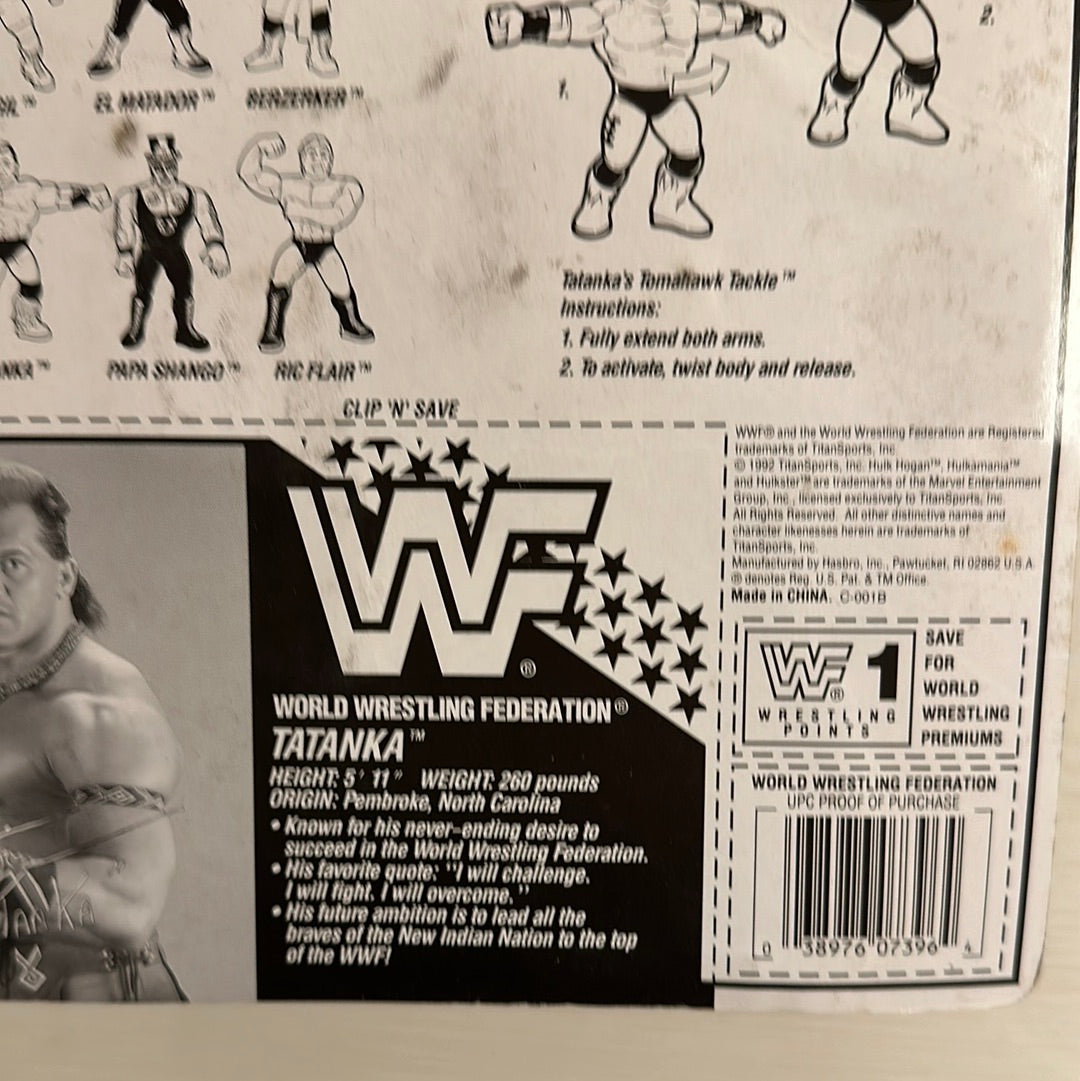 EL MATADOR™
BERZERKER™
1.
2.
PAPA SHANGO™
RIC FLAIR™
Tatanka's Tomahawk Tackle™
Instructions:
1. Fully extend both arms.
2. To activate, twist body and release.
CLIP 'N' SAVE
WF®
WORLD WRESTLING FEDERATION®
TATANKA™
HEIGHT: 5' 11" WEIGHT: 260 pounds
ORIGIN: Pembroke, North Carolina
• Known for his never-ending desire to
succeed in the World Wrestling Federation.
• His favorite quote: "I will challenge.
I will fight. I will overcome."
• His future ambition is to lead all the
braves of the New Indian Nation to the top
of the WWF!
WWF® and the World Wrestling Federation are Registered
trademarks of TitanSports, Inc.
© 1992 TitanSports, Inc. Hulk Hogan™, Hulkamania™
and Hulkster™ are trademarks of the Marvel Entertainment
Group, Inc., licensed exclusively to TitanSports, Inc.
All Rights Reserved. All other distinctive names and
character likenesses herein are trademarks of
TitanSports, Inc.
Manufactured by Hasbro, Inc., Pawtucket, RI 02862 U.S.A.
® denotes Reg. U.S. Pat. & TM Office.
Made in CHINA. C-001B
WF® 1
WRESTLING
POINTS
SAVE
FOR
WORLD
WRESTLING
PREMIUMS
WORLD WRESTLING FEDERATION
UPC PROOF OF PURCHASE
0 38976 07396 4